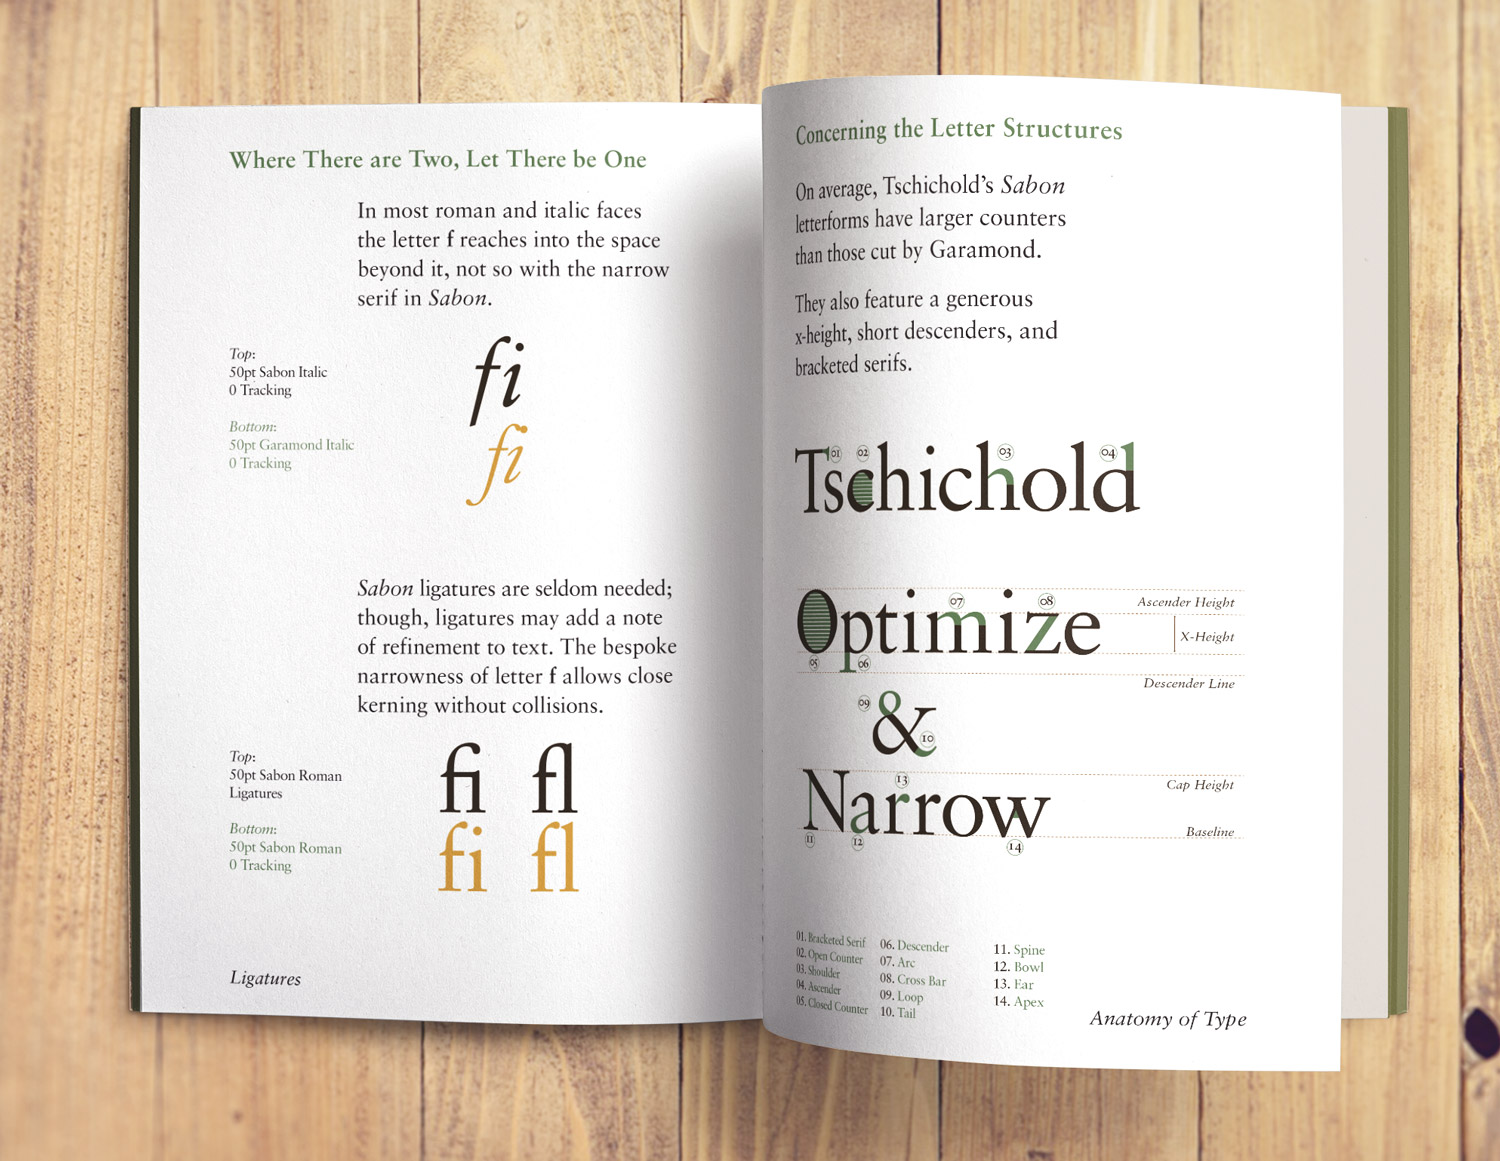 Where There are Two, Let There be One
In most roman and italic faces
the letter f reaches into the space
beyond it, not so with the narrow
serif in Sabon.
Top:
50pt Sabon Italic
0 Tracking
Bottom:
50pt Garamond Italic
0 Tracking
fi
fi
Sabon ligatures are seldom needed;
though, ligatures may add a note
of refinement to text. The bespoke
narrowness of letter f allows close
kerning without collisions.
Top:
50pt Sabon Roman
Ligatures
Bottom:
50pt Sabon Roman
0 Tracking
fi fl
fi fl
Ligatures
Concerning the Letter Structures
On average, Tschichold's Sabon
letterforms have larger counters
than those cut by Garamond.
They also feature a generous
x-height, short descenders, and
bracketed serifs.
01 02 03 04
Tschichold
07 08
Optimize
05 06
Ascender Height
X-Height
Descender Line
09
&
10
13
Narrow
11 12 14
Cap Height
Baseline
01. Bracketed Serif
02. Open Counter
03. Shoulder
04. Ascender
05. Closed Counter
06. Descender
07. Arc
08. Cross Bar
09. Loop
10. Tail
11. Spine
12. Bowl
13. Ear
14. Apex
Anatomy of Type